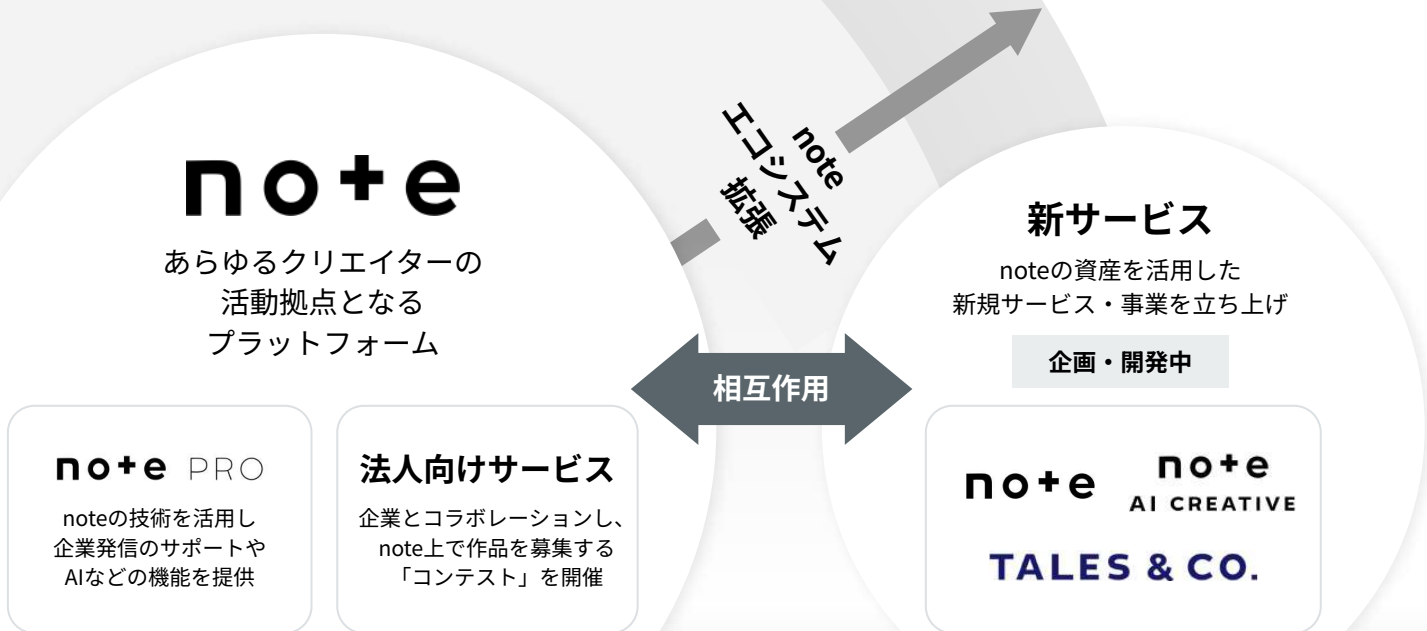 note
あらゆるクリエイターの
活動拠点となる
プラットフォーム
note PRO
noteの技術を活用し
企業発信のサポートや
AIなどの機能を提供
法人向けサービス
企業とコラボレーションし、
note上で作品を募集する
「コンテスト」を開催
note
エコシステム
拡張
相互作用
新サービス
noteの資産を活用した
新規サービス・事業を立ち上げ
企画・開発中
note
note
AI CREATIVE
TALES & CO.